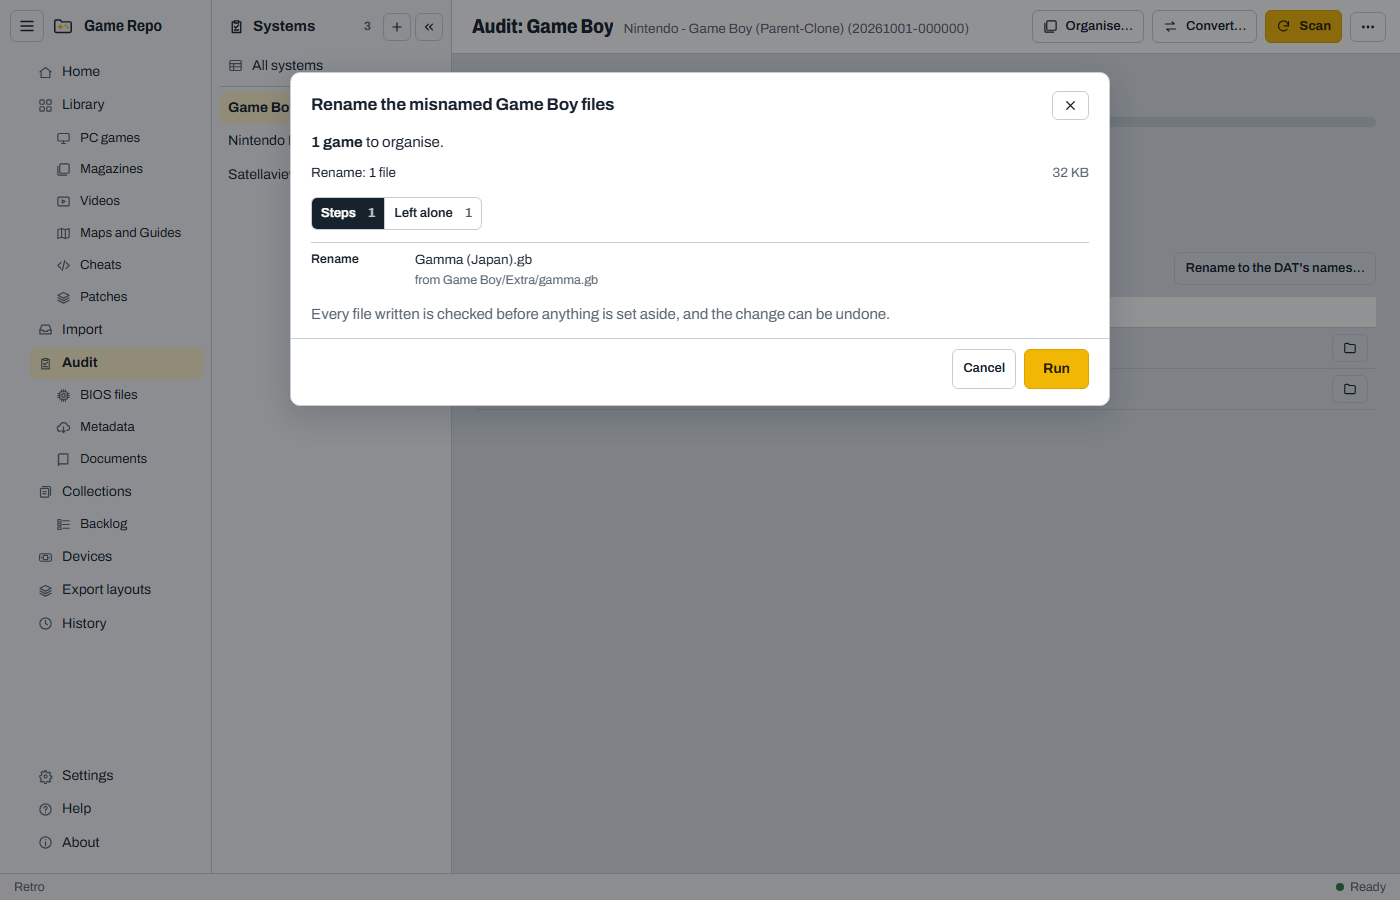 Game Repo
Home
Library
PC games
Magazines
Videos
Maps and Guides
Cheats
Patches
Import
Audit
BIOS files
Metadata
Documents
Collections
Backlog
Devices
Export layouts
History
Settings
Help
About
Systems 3
All systems
Game Bo
Nintendo
Satellavie
Audit: Game Boy Nintendo - Game Boy (Parent-Clone) (20261001-000000)
Organise... Convert... Scan
Rename to the DAT's names...
Rename the misnamed Game Boy files
1 game to organise.
Rename: 1 file 32 KB
Steps 1 Left alone 1
Rename Gamma (Japan).gb
from Game Boy/Extra/gamma.gb
Every file written is checked before anything is set aside, and the change can be undone.
Cancel Run
Retro Ready